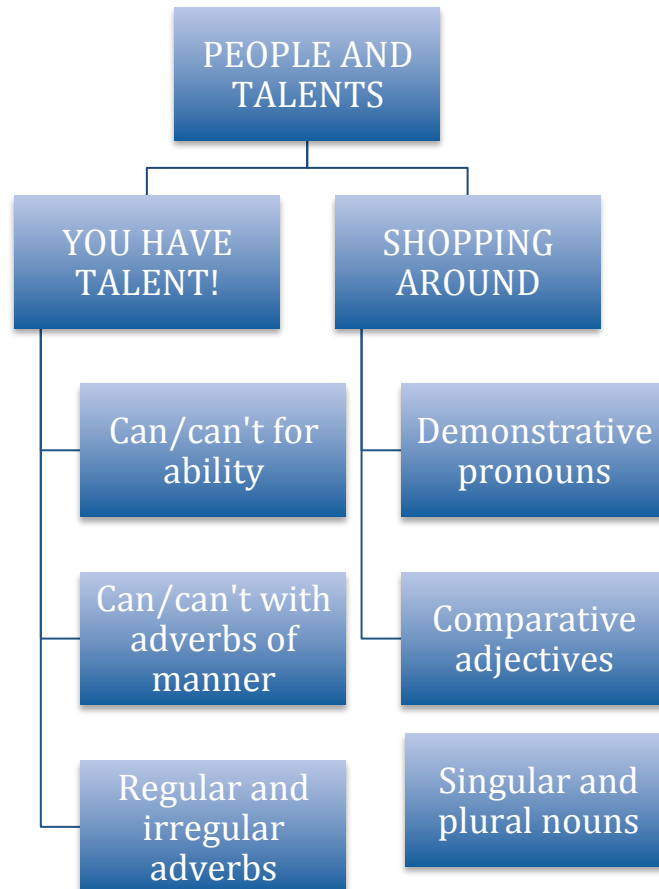 PEOPLE AND
TALENTS
YOU HAVE
TALENT!
Can/can't for
ability
Can/can't with
adverbs of
manner
Regular and
irregular
adverbs
SHOPPING
AROUND
Demonstrative
pronouns
Comparative
adjectives
Singular and
plural nouns